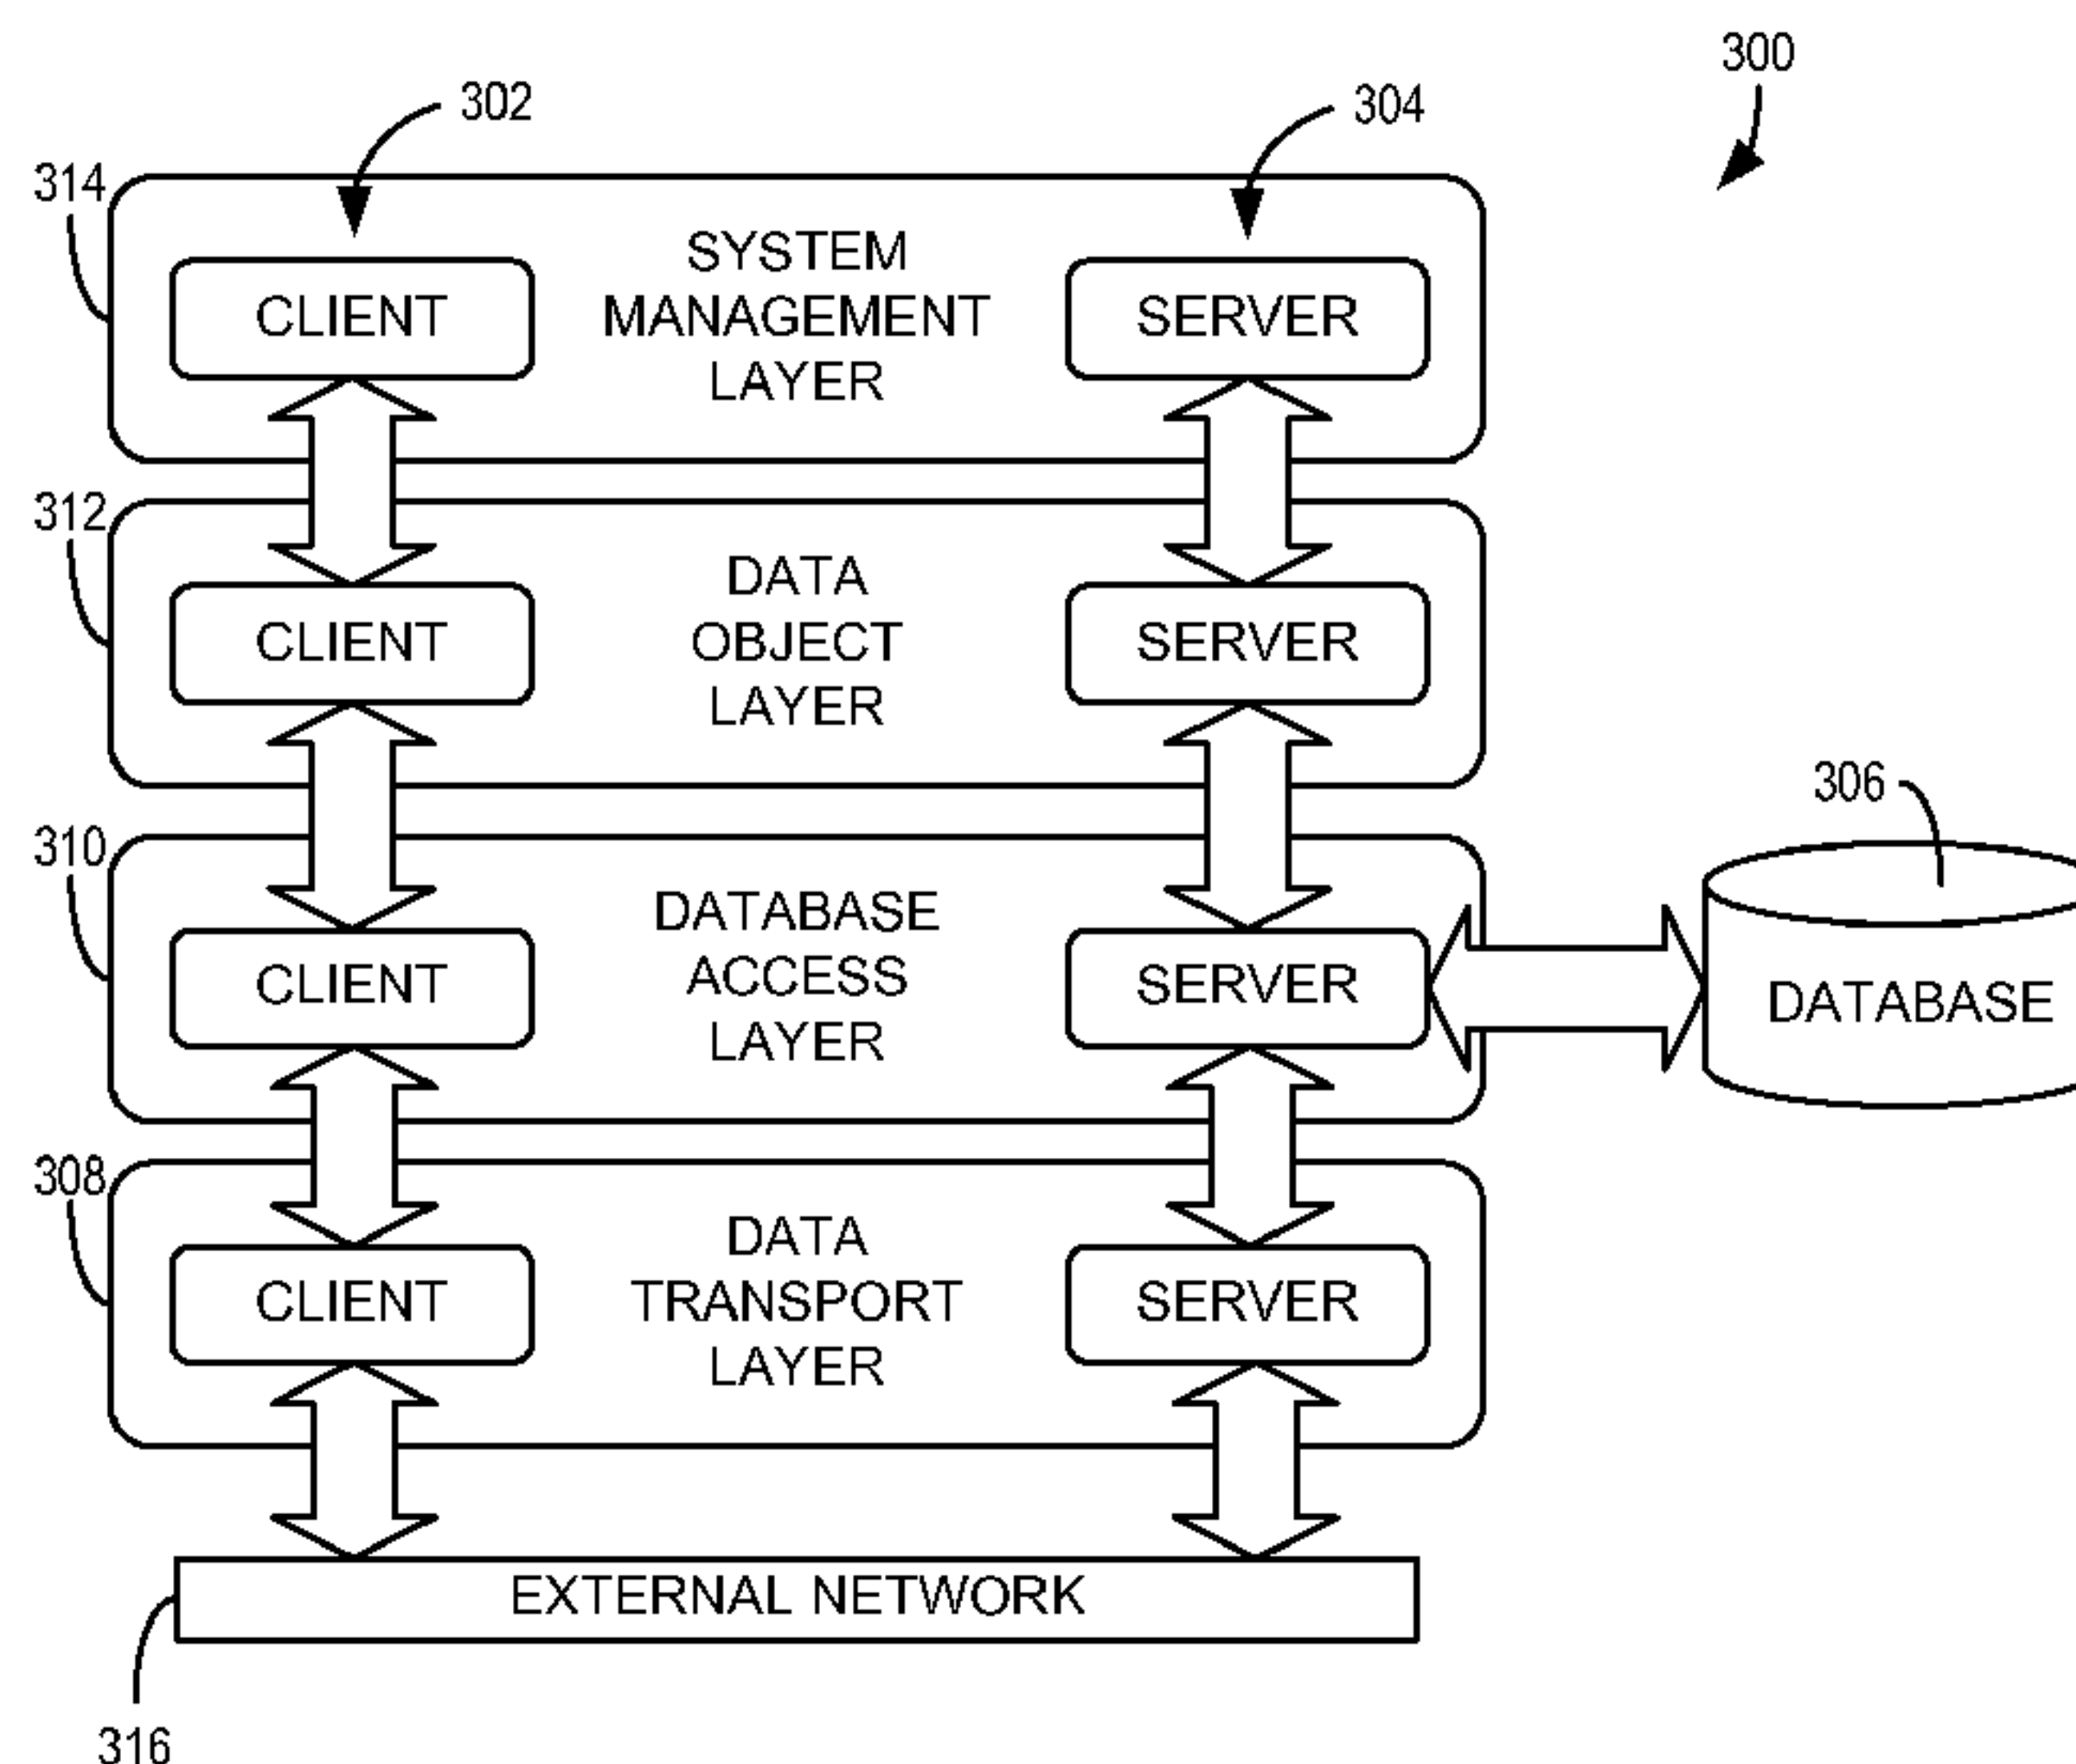 300
302
304
314
SYSTEM
MANAGEMENT
LAYER
CLIENT
SERVER
312
DATA
OBJECT
LAYER
CLIENT
SERVER
306
310
DATABASE
ACCESS
LAYER
CLIENT
SERVER
DATABASE
308
DATA
TRANSPORT
LAYER
CLIENT
SERVER
EXTERNAL NETWORK
316